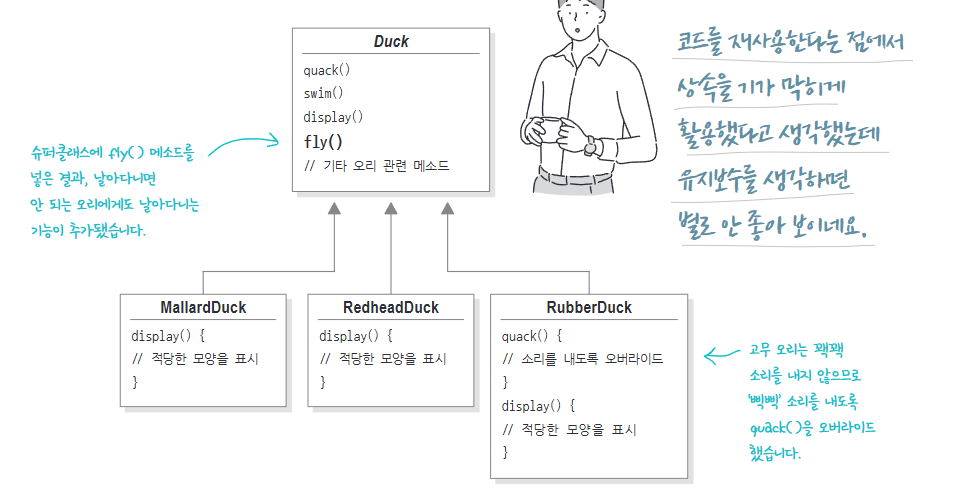 Duck
quack()
swim()
display()
fly()
// 기타 오리 관련 메소드
코드를 재사용한다는 점에서
상속을 기가 막히게
활용했다고 생각했는데
유지보수를 생각하면
별로 안 좋아 보이네요.
슈퍼클래스에 fly() 메소드를
넣은 결과, 날아다니면
안 되는 오리에게도 날아다니는
기능이 추가됐습니다.
MallardDuck
display() {
// 적당한 모양을 표시
}
RedheadDuck
display() {
// 적당한 모양을 표시
}
RubberDuck
quack() {
// 소리를 내도록 오버라이드
}
display() {
// 적당한 모양을 표시
}
고무 오리는 꽥꽥
소리를 내지 않으므로
'삑삑' 소리를 내도록
quack()을 오버라이드
했습니다.